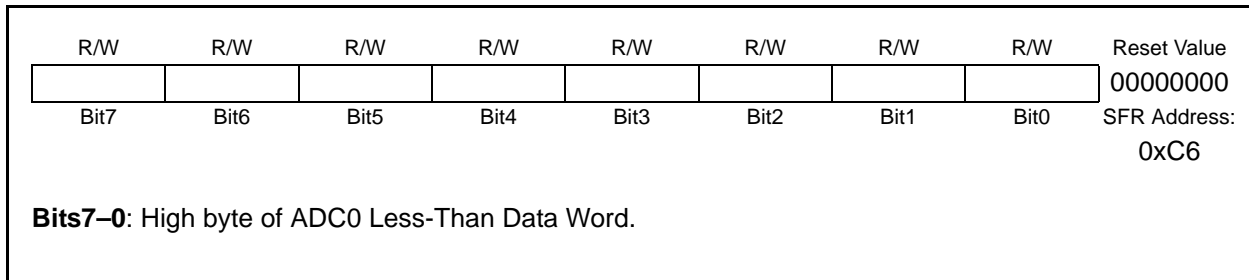 R/W R/W R/W R/W R/W R/W R/W R/W Reset Value
00000000
Bit7 Bit6 Bit5 Bit4 Bit3 Bit2 Bit1 Bit0 SFR Address:
0xC6
Bits7–0: High byte of ADC0 Less-Than Data Word.